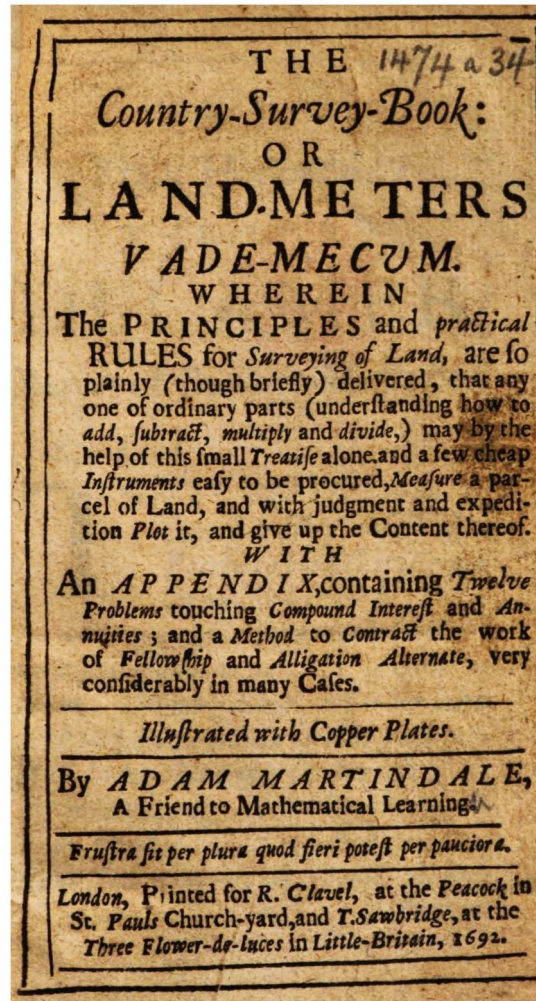 THE 1474 a 34
Country-Survey-Book:
OR
LAND-METERS
VADE-MECVM.
WHEREIN
The PRINCIPLES and practical
RULES for Surveying of Land, are ſo
plainly (though briefly) delivered, that any
one of ordinary parts (underſtanding how to
add, ſubtract, multiply and divide,) may by the
help of this ſmall Treatiſe alone.and a few cheap
Inſtruments eaſy to be procured,Meaſure a par-
cel of Land, and with judgment and expedi-
tion Plot it, and give up the Content thereof.
WITH
An APPENDIX,containing Twelve
Problems touching Compound Intereſt and An-
nuities ; and a Method to Contract the work
of Fellowſhip and Alligation Alternate, very
conſiderably in many Caſes.
Illuſtrated with Copper Plates.
By ADAM MARTINDALE,
A Friend to Mathematical Learning.
Fruſtra fit per plura quod fieri poteſt per pauciora.
London, Printed for R. Clavel, at the Peacock in
St. Pauls Church-yard,and T.Sawbridge,at the
Three Flower-de-luces in Little-Britain, 1692.